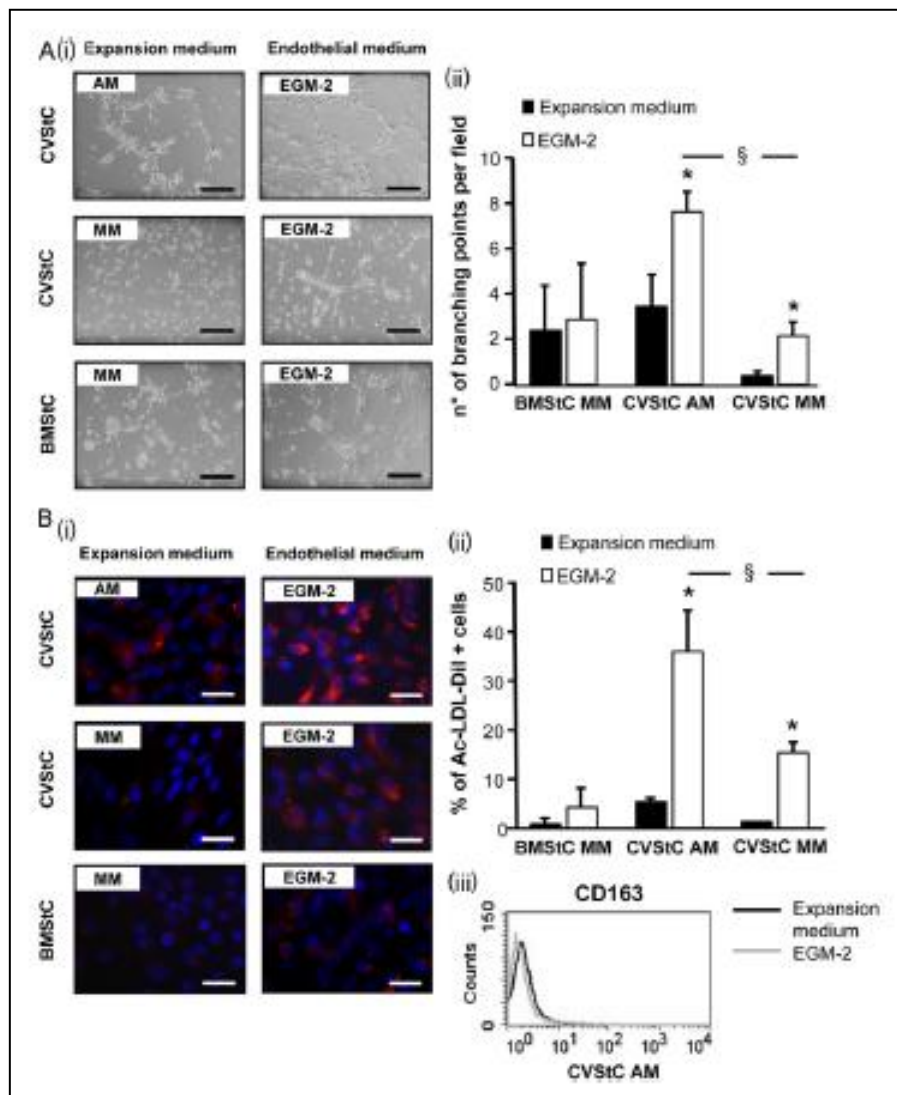 A(i) Expansion medium Endothelial medium
CVStC AM EGM-2
CVStC MM EGM-2
BMStC MM EGM-2
(ii)
Expansion medium
EGM-2
§
* *
n° of branching points per field
10
8
6
4
2
0
BMStC MM CVStC AM CVStC MM
B (i)
Expansion medium Endothelial medium
CVStC AM EGM-2
CVStC MM EGM-2
BMStC MM EGM-2
(ii)
Expansion medium
EGM-2
§
* *
% of Ac-LDL-DiI + cells
50
40
30
20
10
0
BMStC MM CVStC AM CVStC MM
(iii)
CD163
Counts
150
0
10⁰ 10¹ 10² 10³ 10⁴
CVStC AM
Expansion
medium
EGM-2